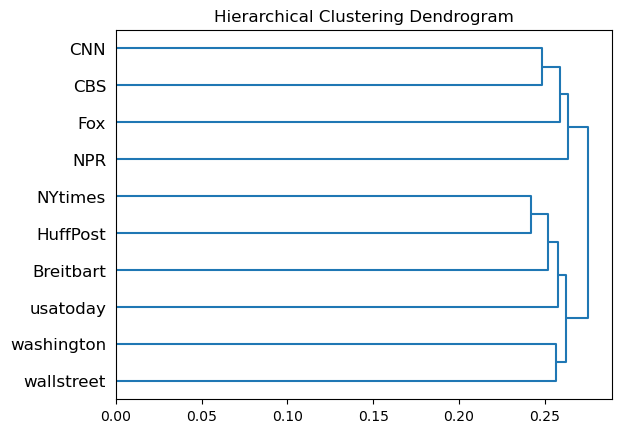 Hierarchical Clustering Dendrogram
CNN
CBS
Fox
NPR
NYtimes
HuffPost
Breitbart
usatoday
washington
wallstreet
0.00 0.05 0.10 0.15 0.20 0.25